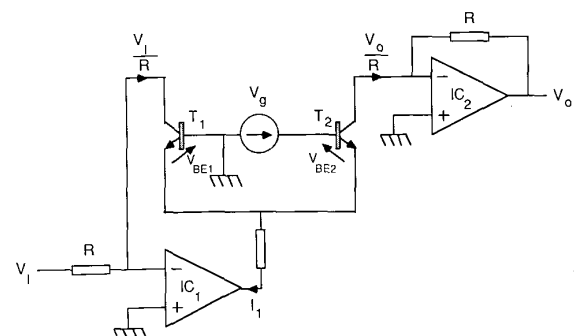 V_I
R
V_g
V_o
R
R
T_1
T_2
−
IC_2
+
V_o
V_BE1
V_BE2
R
V_I
−
IC_1
+
I_1